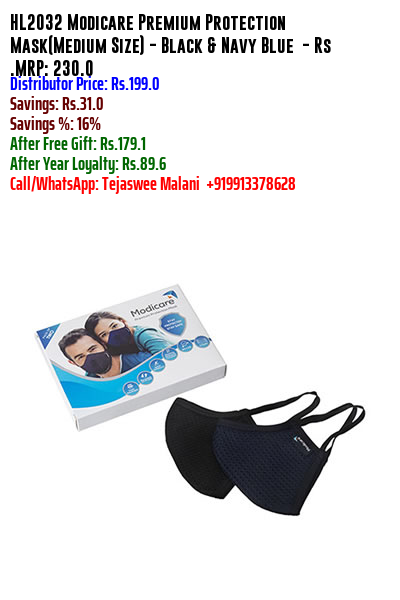 HL2032 Modicare Premium Protection
Mask(Medium Size) - Black & Navy Blue - Rs
.MRP: 230.0
Distributor Price: Rs.199.0
Savings: Rs.31.0
Savings %: 16%
After Free Gift: Rs.179.1
After Year Loyalty: Rs.89.6
Call/WhatsApp: Tejaswee Malani +919913378628
Modicare
Modicare